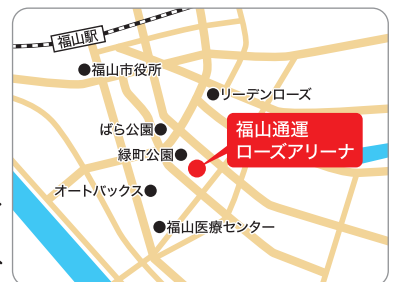 福山駅
●福山市役所
●リーデンローズ
ばら公園●
福山通運
ローズアリーナ
緑町公園●
オートバックス●
●福山医療センター